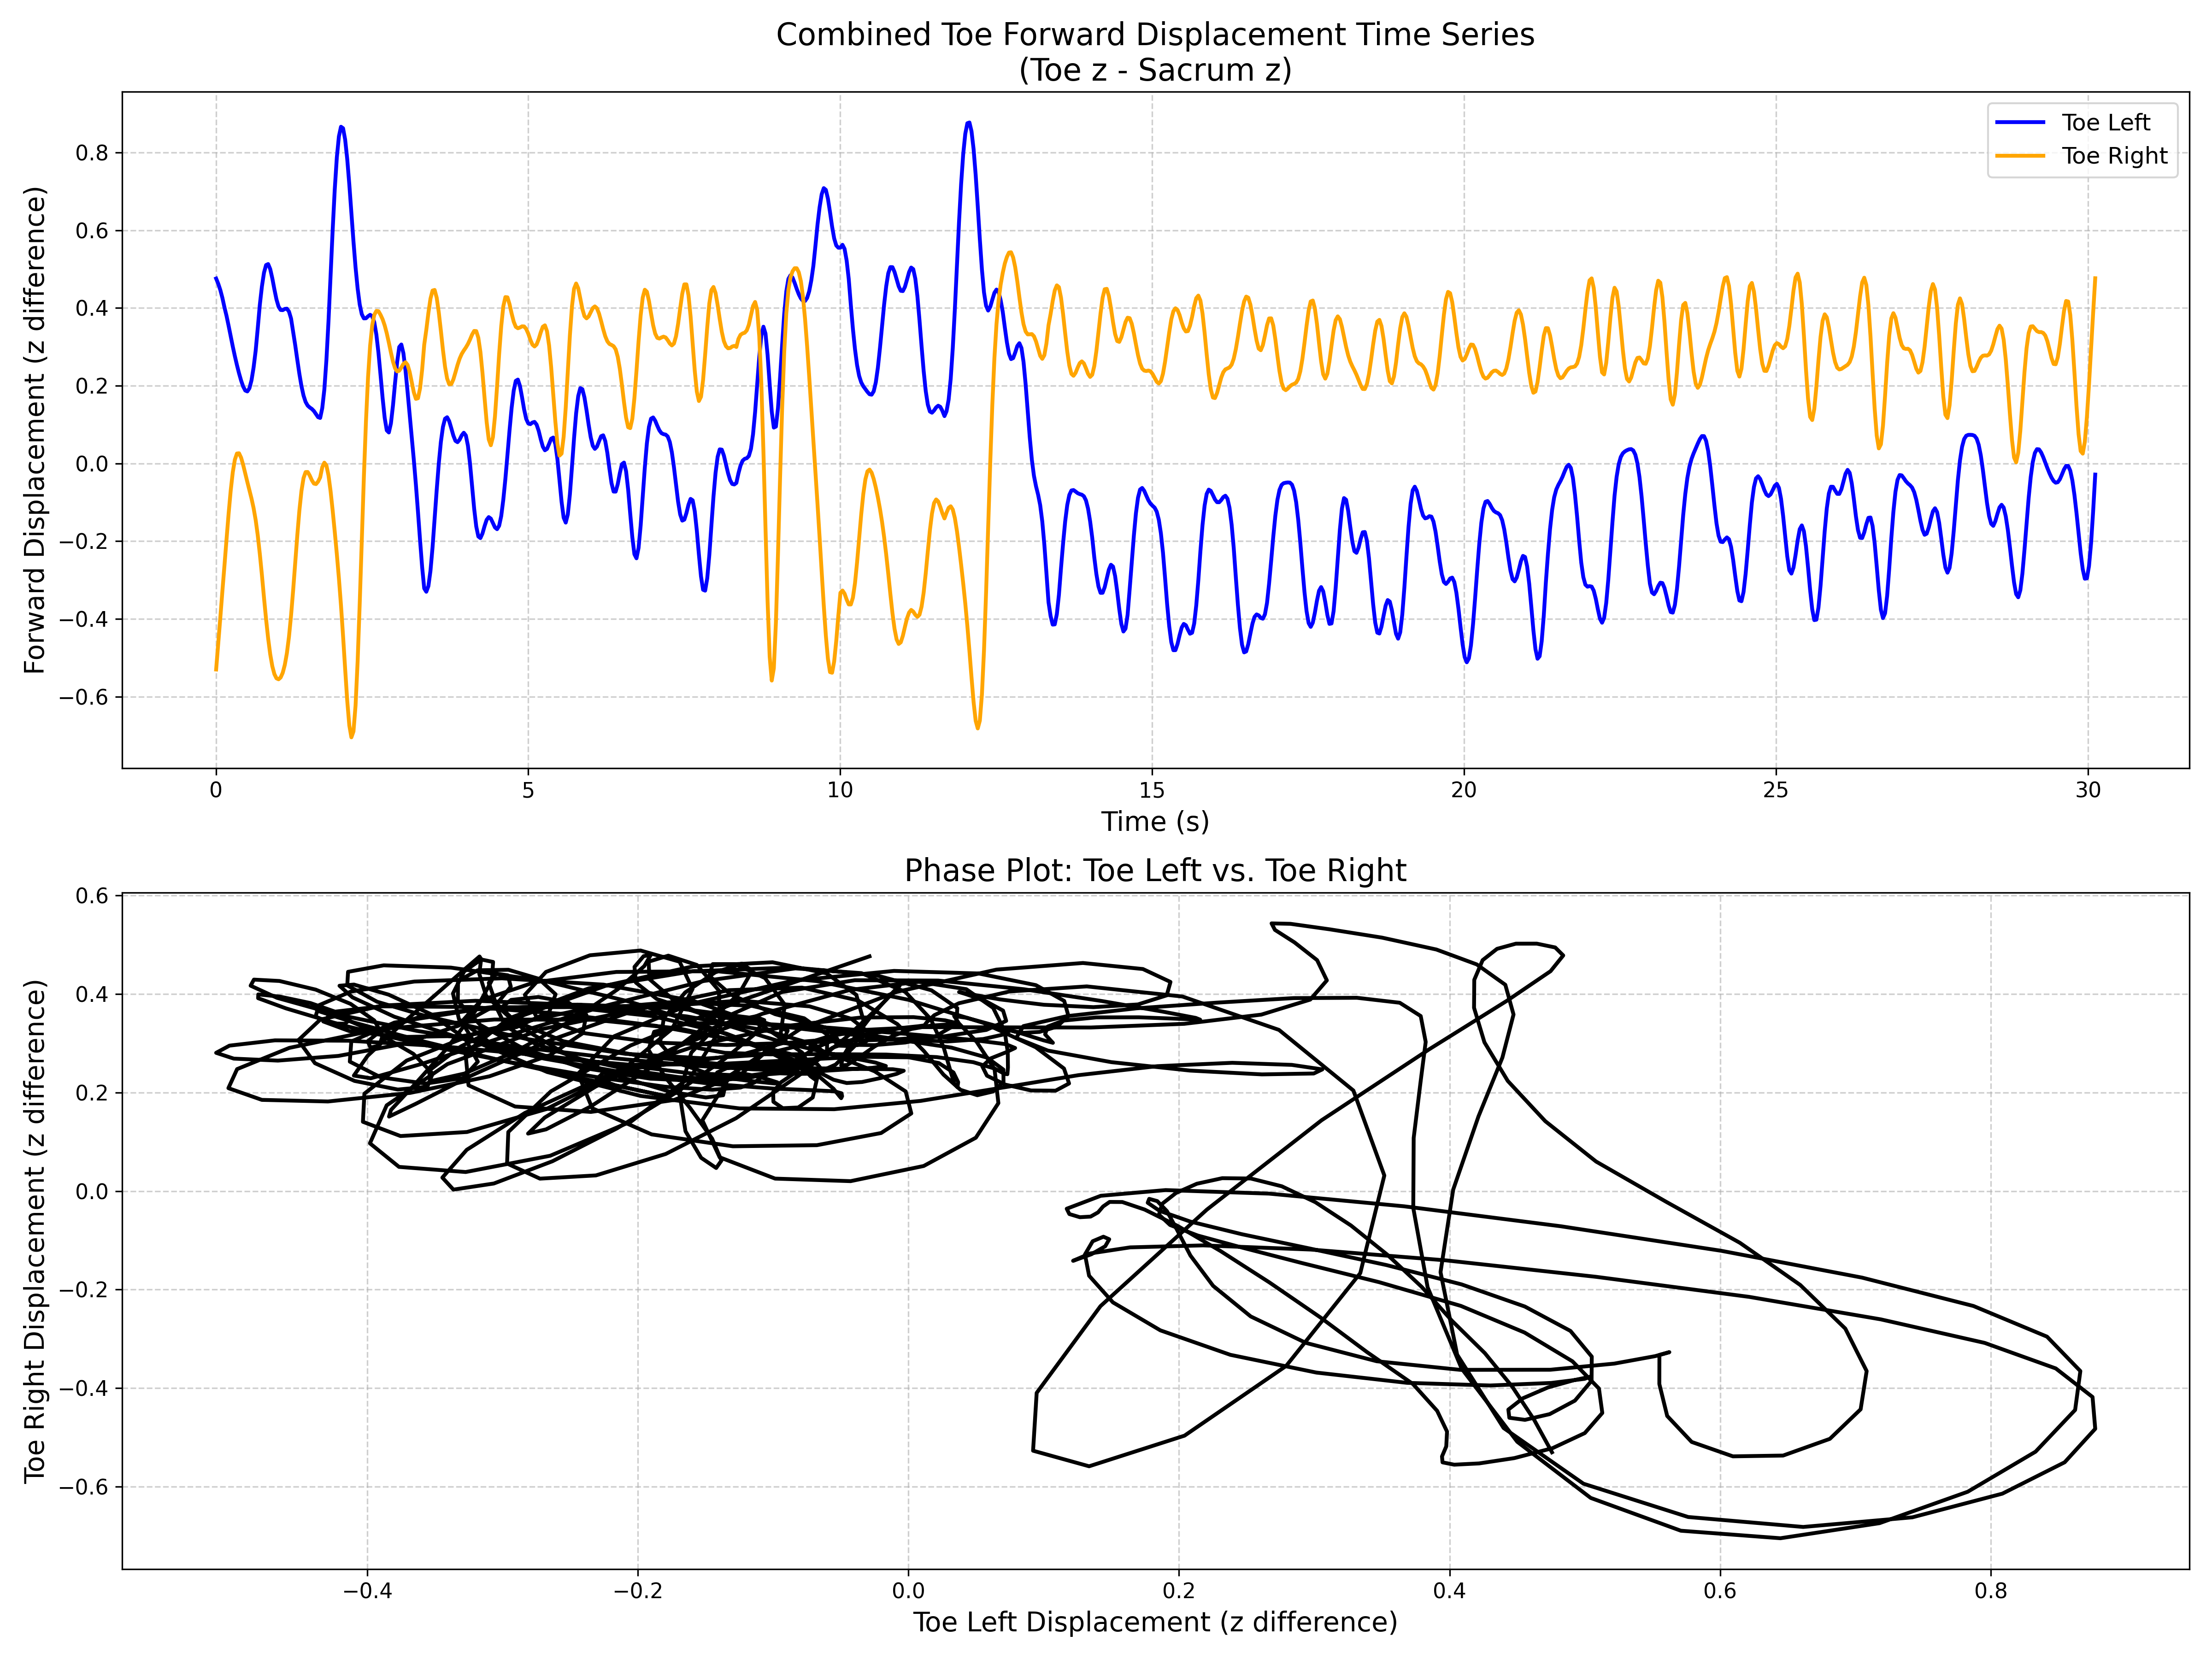 Combined Toe Forward Displacement Time Series
(Toe z - Sacrum z)
Forward Displacement (z difference)
0.8
0.6
0.4
0.2
0.0
−0.2
−0.4
−0.6
Toe Left
Toe Right
0 5 10 15 20 25 30
Time (s)
Phase Plot: Toe Left vs. Toe Right
Toe Right Displacement (z difference)
0.6
0.4
0.2
0.0
−0.2
−0.4
−0.6
−0.4 −0.2 0.0 0.2 0.4 0.6 0.8
Toe Left Displacement (z difference)